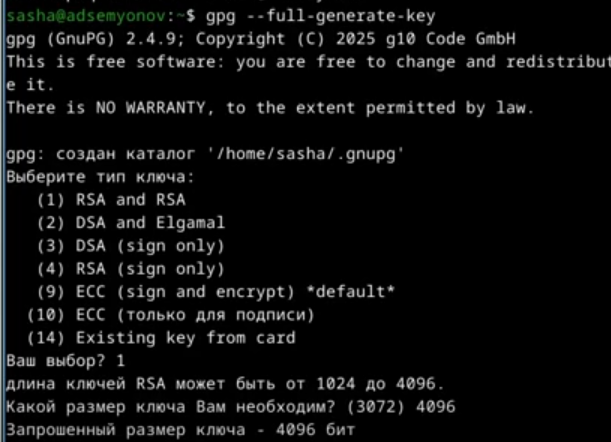 sasha@adsemyonov:~$ gpg --full-generate-key
gpg (GnuPG) 2.4.9; Copyright (C) 2025 g10 Code GmbH
This is free software: you are free to change and redistribut
e it.
There is NO WARRANTY, to the extent permitted by law.

gpg: создан каталог '/home/sasha/.gnupg'
Выберите тип ключа:
   (1) RSA and RSA
   (2) DSA and Elgamal
   (3) DSA (sign only)
   (4) RSA (sign only)
   (9) ECC (sign and encrypt) *default*
  (10) ECC (только для подписи)
  (14) Existing key from card
Ваш выбор? 1
длина ключей RSA может быть от 1024 до 4096.
Какой размер ключа Вам необходим? (3072) 4096
Запрошенный размер ключа - 4096 бит